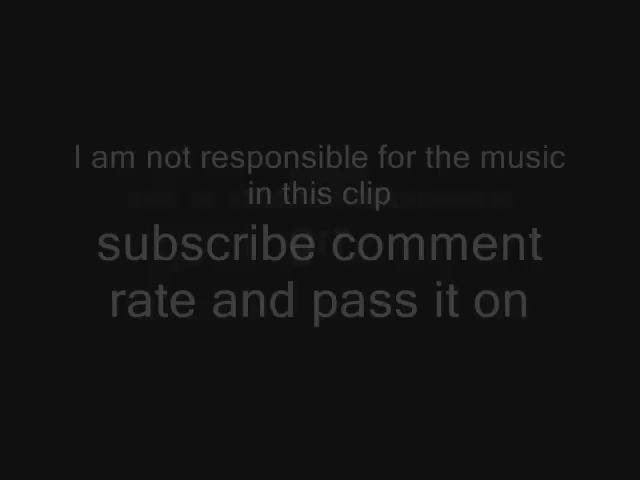 I am not responsible for the music
in this clip
subscribe comment
rate and pass it on